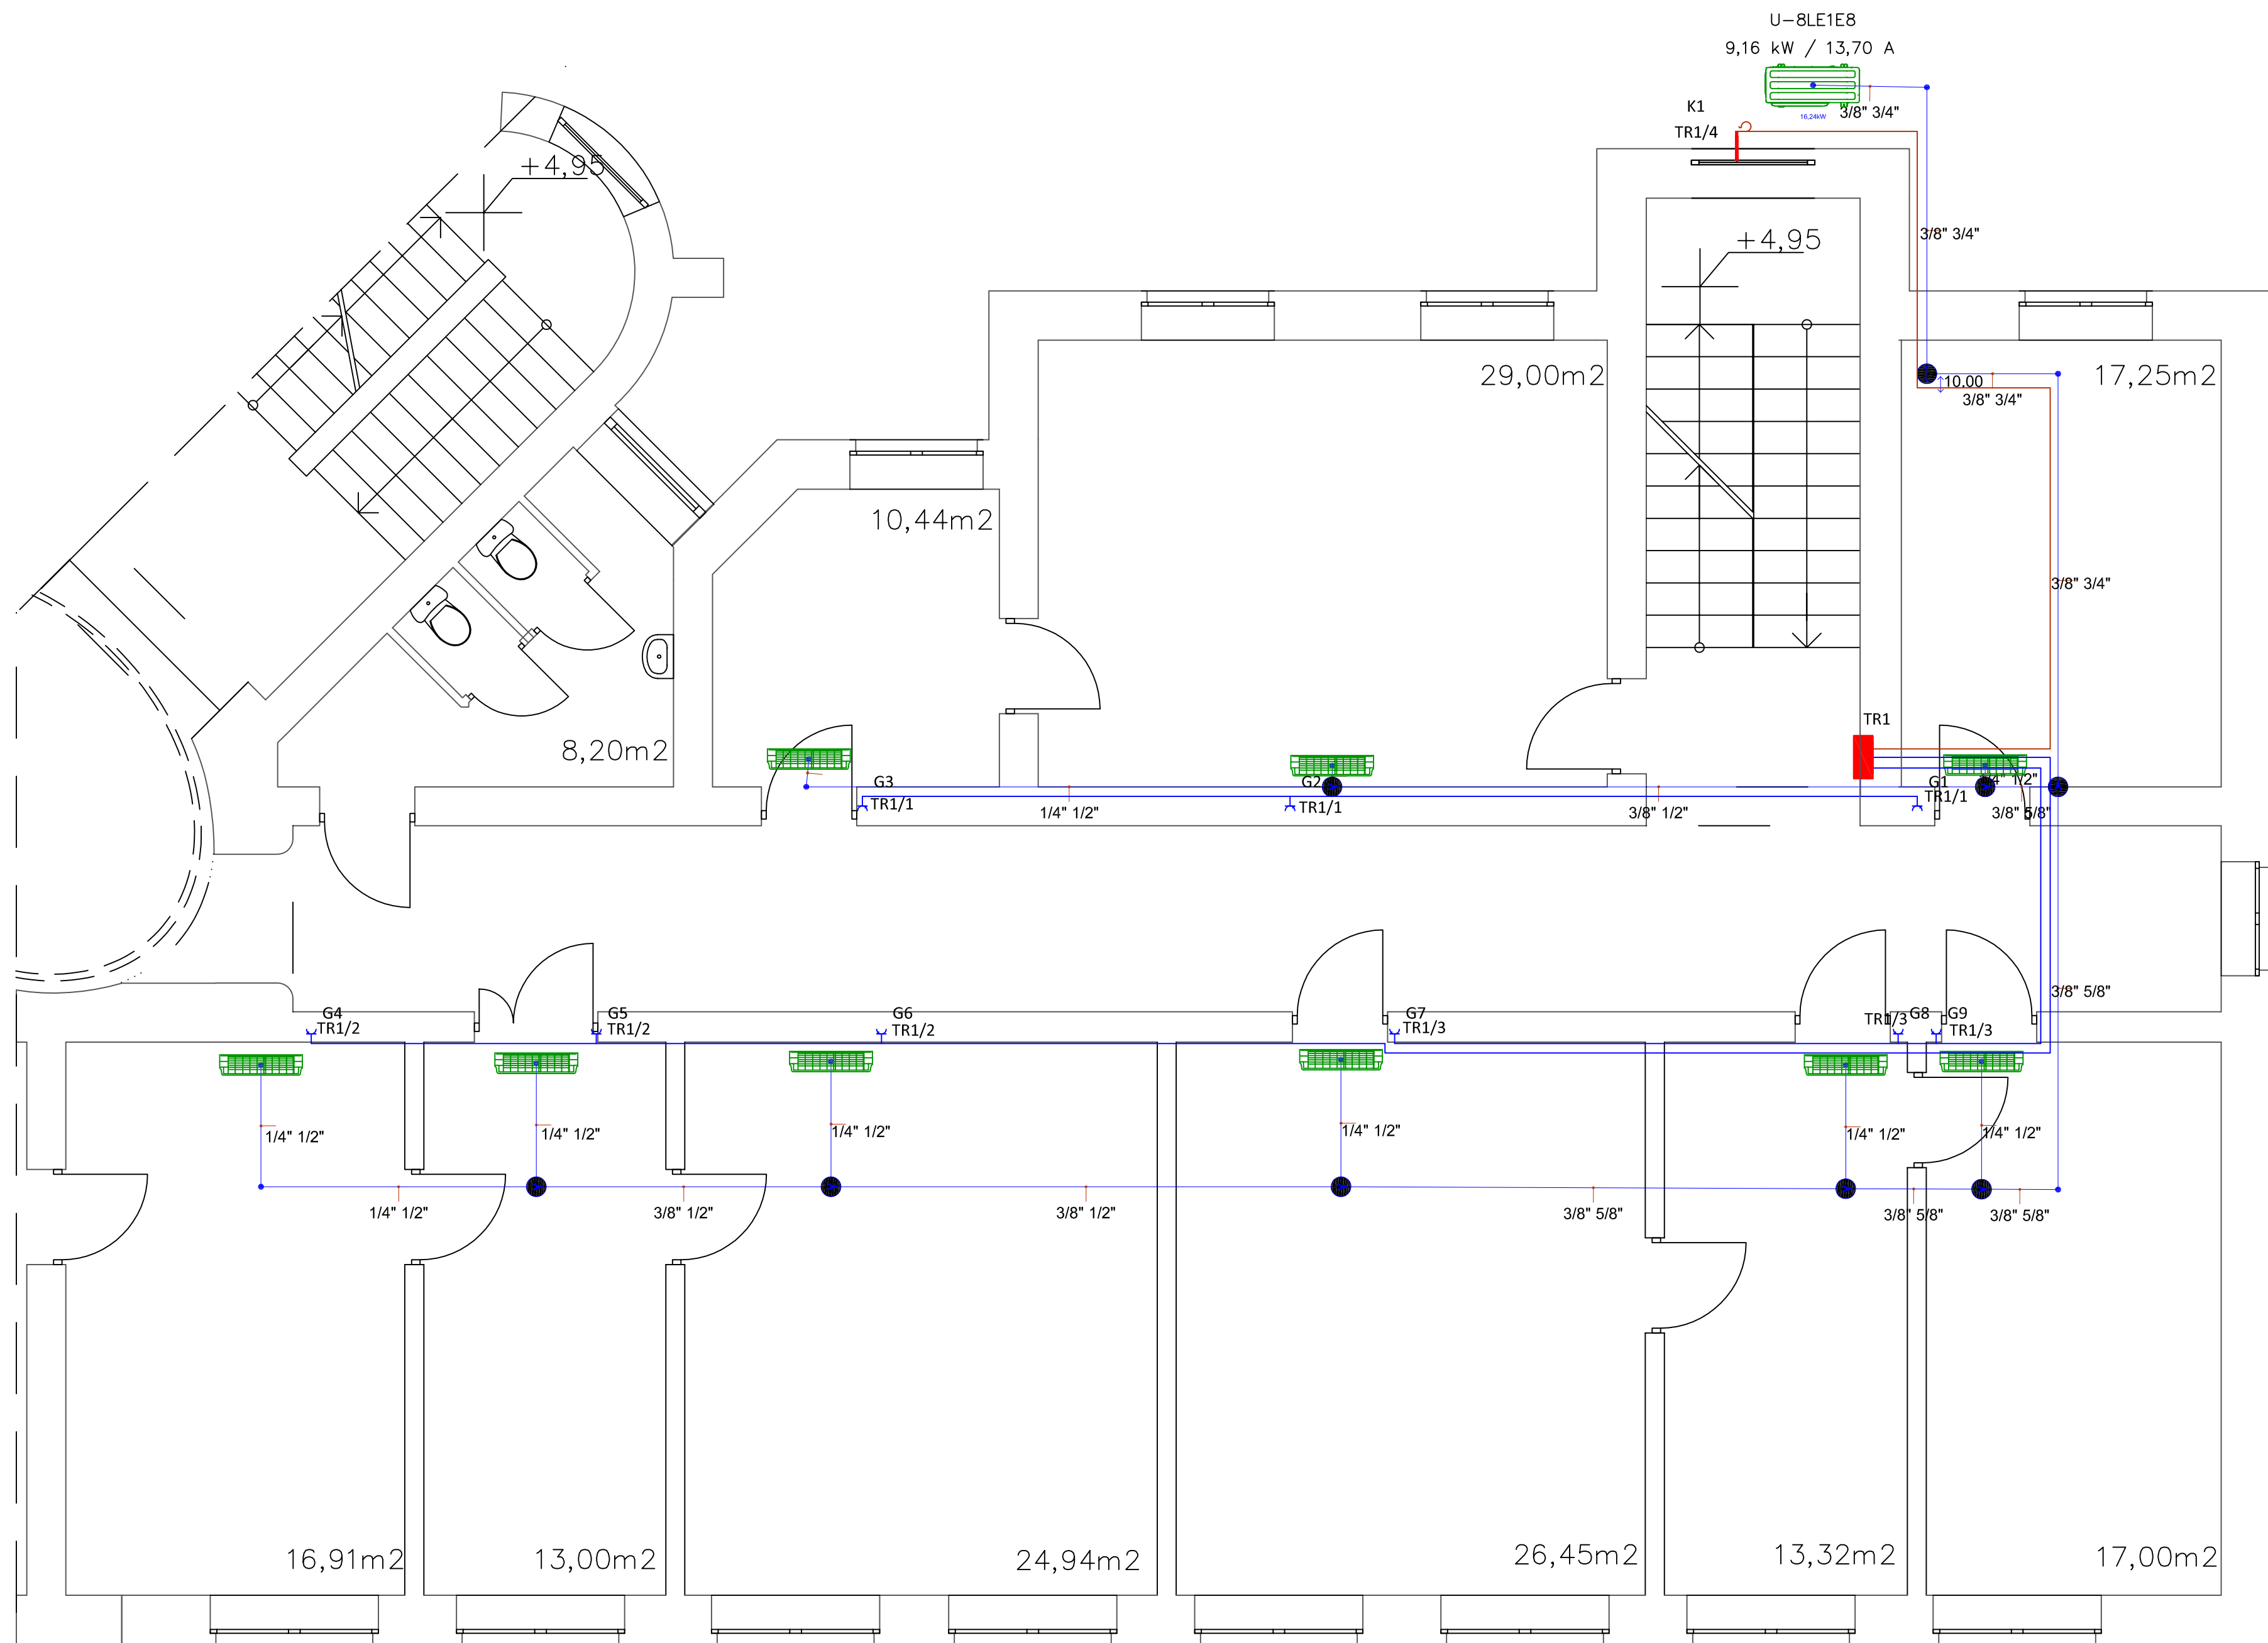 U-8LE1E8
9,16 kW / 13,70 A
K1
3/8" 3/4"
16,24kW
TR1/4
+4,95
3/8" 3/4"
+4,95
29,00m2
10,00
17,25m2
3/8" 3/4"
10,44m2
3/8" 3/4"
TR1
8,20m2
G3
G2
G1
1/4" 1/2"
TR1/1
TR1/1
TR1/1
1/4" 1/2"
3/8" 1/2"
3/8" 5/8"
3/8" 5/8"
G4
G5
G6
G7
G8
G9
TR1/2
TR1/2
TR1/2
TR1/3
TR1/3
TR1/3
1/4" 1/2"
1/4" 1/2"
1/4" 1/2"
1/4" 1/2"
1/4" 1/2"
1/4" 1/2"
1/4" 1/2"
3/8" 1/2"
3/8" 1/2"
3/8" 5/8"
3/8" 5/8"
3/8" 5/8"
16,91m2
13,00m2
24,94m2
26,45m2
13,32m2
17,00m2